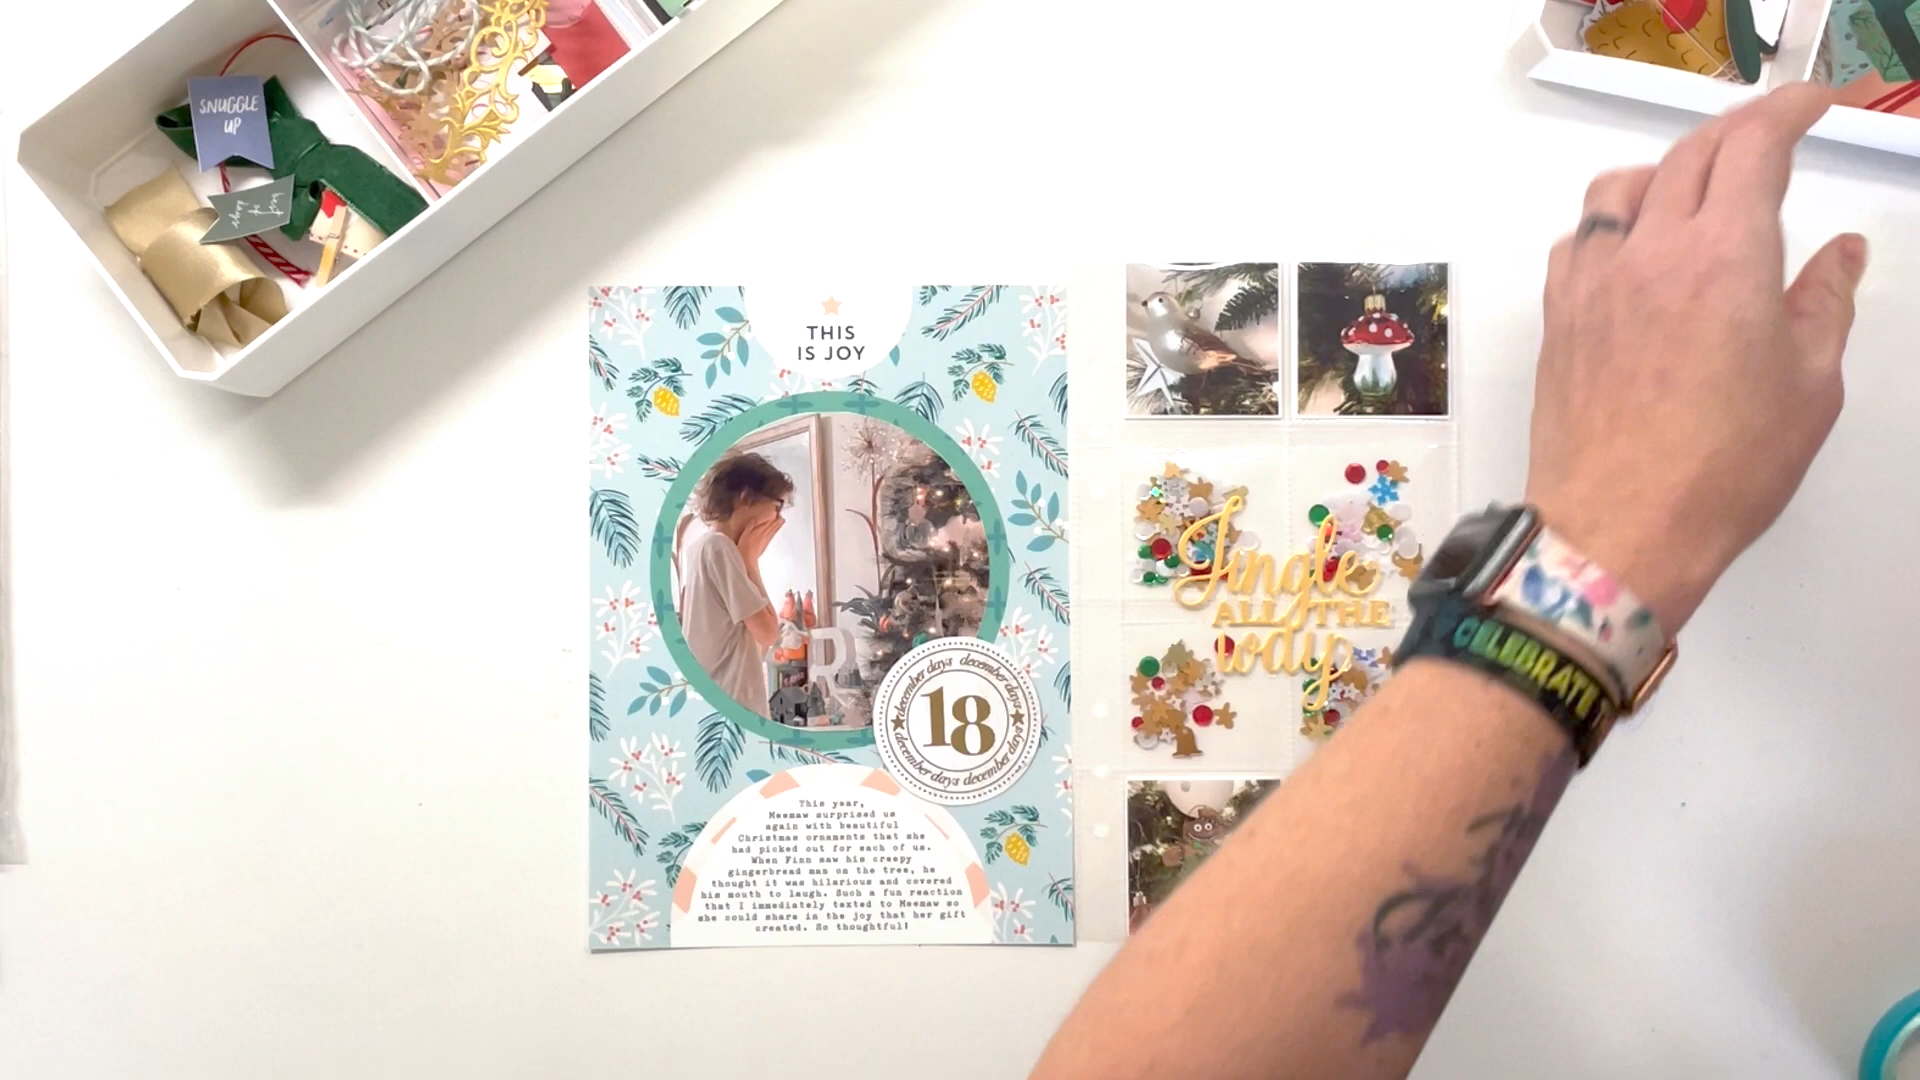 SNUGGLE
UP
best
of
days
THIS
IS JOY
december days december days december days december days
18
This year,
Meemaw surprised us
again with beautiful
Christmas ornaments that she
had picked out for each of us.
When Finn saw his creepy
gingerbread man on the tree, he
thought it was hilarious and covered
his mouth to laugh. Such a fun reaction
that I immediately texted to Meemaw so
she could share in the joy that her gift
created. So thoughtful!
Jingle
ALL THE
way
CELEBRATE
R